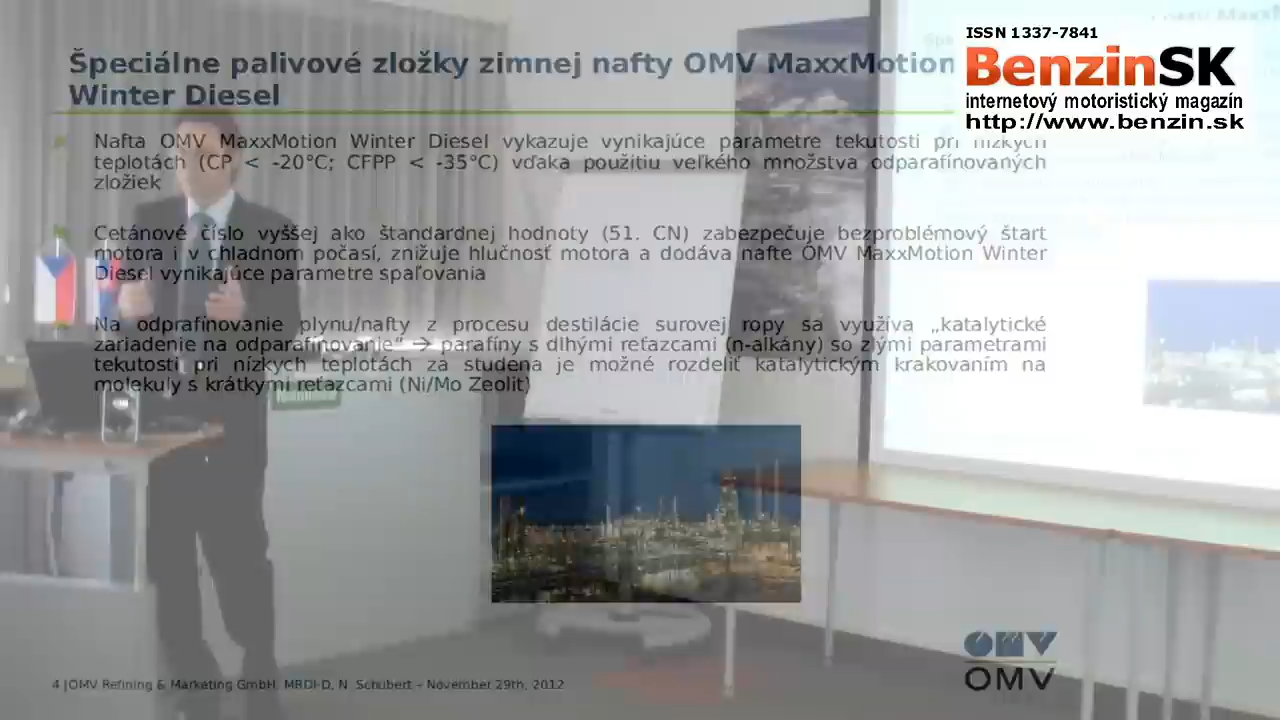 ISSN 1337-7841
BenzinSK
internetový motoristický magazín
http://www.benzin.sk
Špeciálne palivové zložky zimnej nafty OMV MaxxMotion
Winter Diesel
Nafta OMV MaxxMotion Winter Diesel vykazuje vynikajúce parametre tekutosti pri nízkych
teplotách (CP < -20°C; CFPP < -35°C) vďaka použitiu veľkého množstva odparafínovaných
zložiek
Cetánové číslo vyššej ako štandardnej hodnoty (51. CN) zabezpečuje bezproblémový štart
motora i v chladnom počasí, znižuje hlučnosť motora a dodáva nafte OMV MaxxMotion Winter
Diesel vynikajúce parametre spaľovania
Na odprafínovanie plynu/nafty z procesu destilácie surovej ropy sa využíva „katalytické
zariadenie na odparafínovanie“ → parafíny s dlhými reťazcami (n-alkány) so zlými parametrami
tekutosti pri nízkych teplotách za studena je možné rozdeliť katalytickým krakovaním na
molekuly s krátkymi reťazcami (Ni/Mo Zeolit)
4 |OMV Refining & Marketing GmbH, MRDI-D, N. Schubert – November 29th, 2012
OMV
OMV